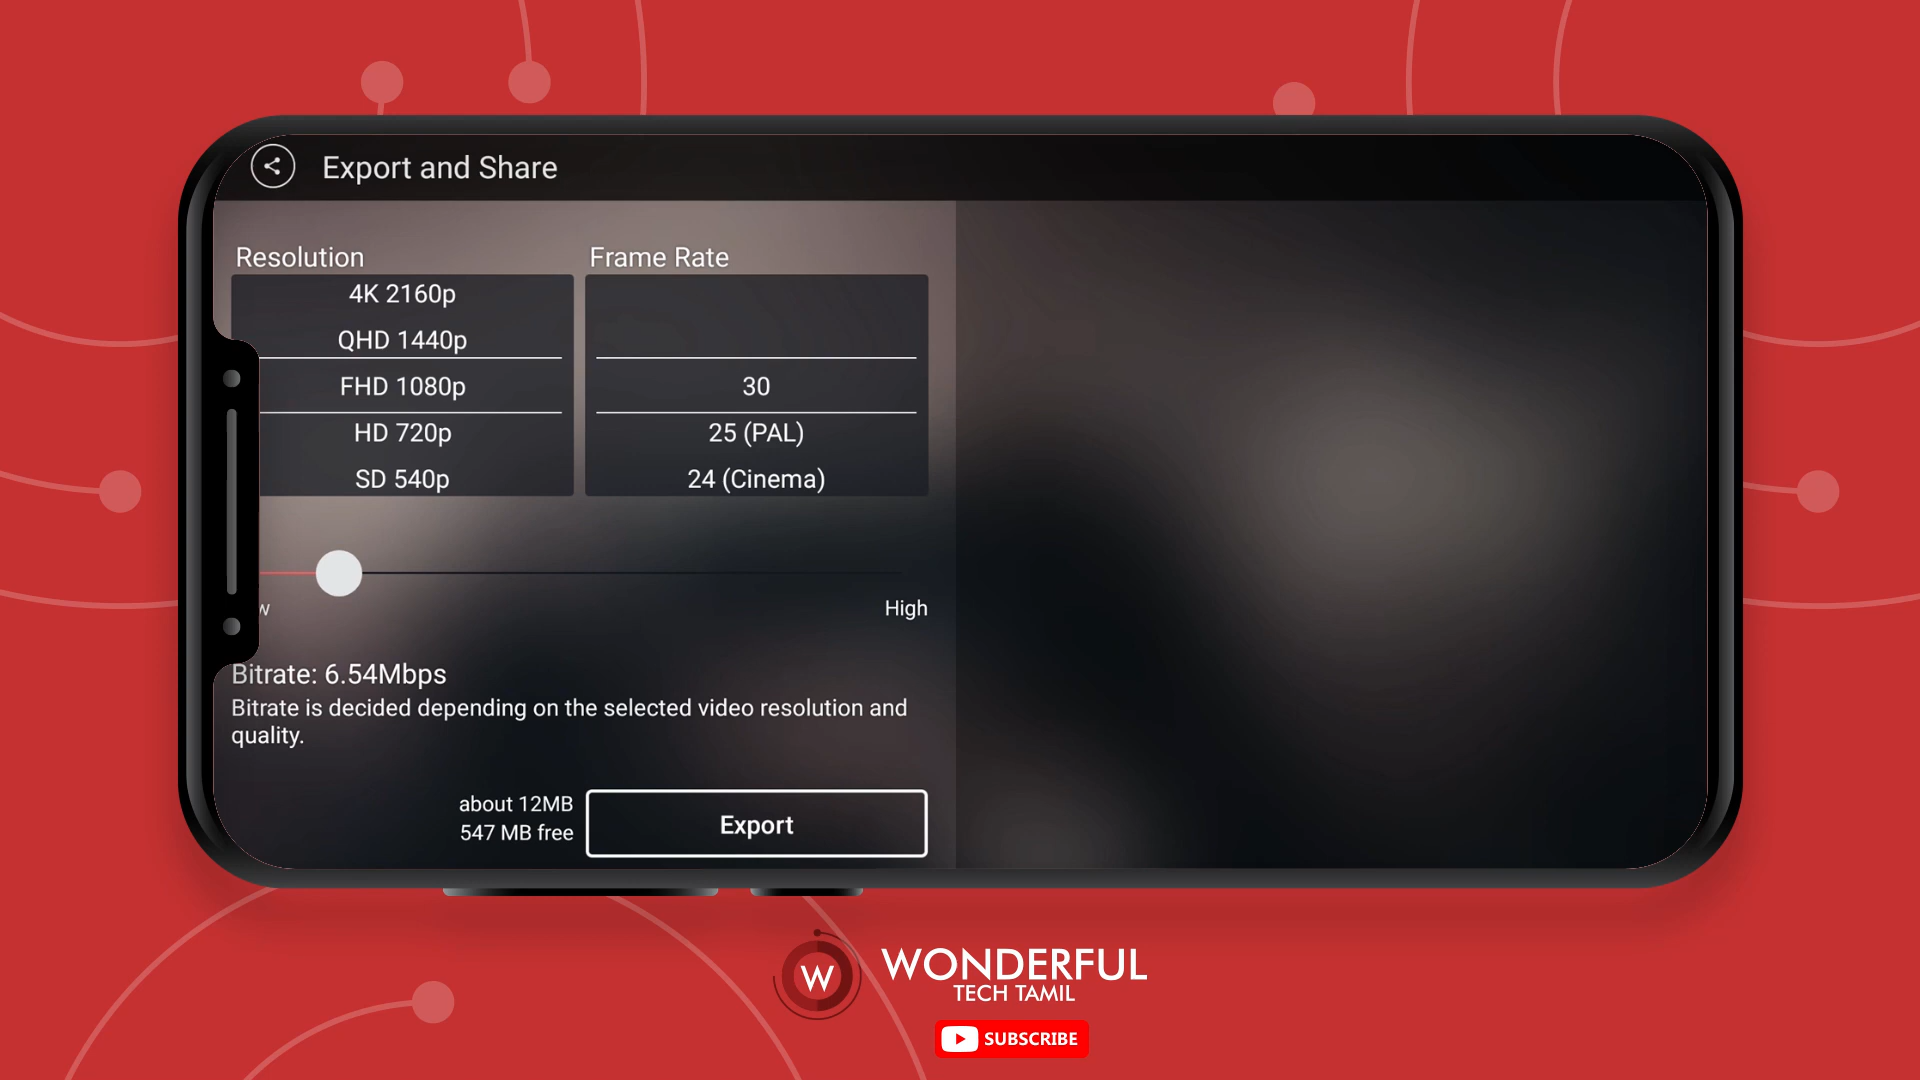 Export and Share
Resolution
Frame Rate
4K 2160p
QHD 1440p
FHD 1080p
30
HD 720p
25 (PAL)
SD 540p
24 (Cinema)
High
Bitrate: 6.54Mbps
Bitrate is decided depending on the selected video resolution and
quality.
about 12MB
547 MB free
Export
W
WONDERFUL
TECH TAMIL
SUBSCRIBE